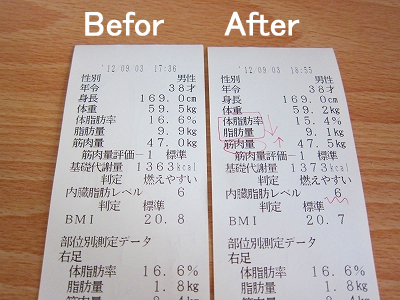 Befor
After
'12/09/03 17:36
性別 男性
年令 38才
身長 169.0cm
体重 59.5kg
体脂肪率 16.6%
脂肪量 9.9kg
筋肉量 47.0kg
筋肉量評価-1 標準
基礎代謝量 1363kcal
判定 燃えやすい
内臓脂肪レベル 6
判定 標準
BMI 20.8
部位別測定データ
右足
体脂肪率 16.6%
脂肪量 1.8kg
'12/09/03 18:55
性別 男性
年令 38才
身長 169.0cm
体重 59.2kg
体脂肪率 15.4%
脂肪量 9.1kg
筋肉量 47.5kg
筋肉量評価-1 標準
基礎代謝量 1373kcal
判定 燃えやすい
内臓脂肪レベル 6
判定 標準
BMI 20.7
部位別測定データ
右足
体脂肪率 16.6%
脂肪量 1.8kg